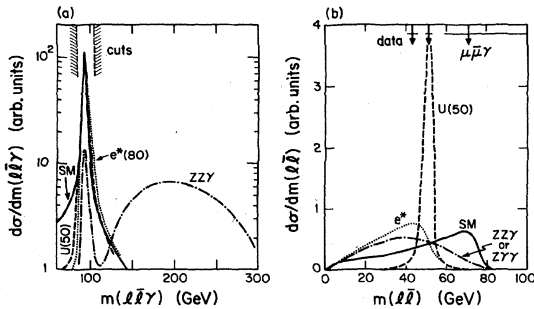 (a)
dσ/dm(ℓℓ̄γ) (arb. units)
10²
10
1
cuts
SM
e*(80)
U(50)
ZZγ
0 100 200 300
m(ℓℓ̄γ) (GeV)
(b)
dσ/dm(ℓℓ̄) (arb. units)
4
3
2
1
0
data
μμ̄γ
U(50)
e*
SM
ZZγ
or
Zγγ
0 20 40 60 80 100
m(ℓℓ̄) (GeV)